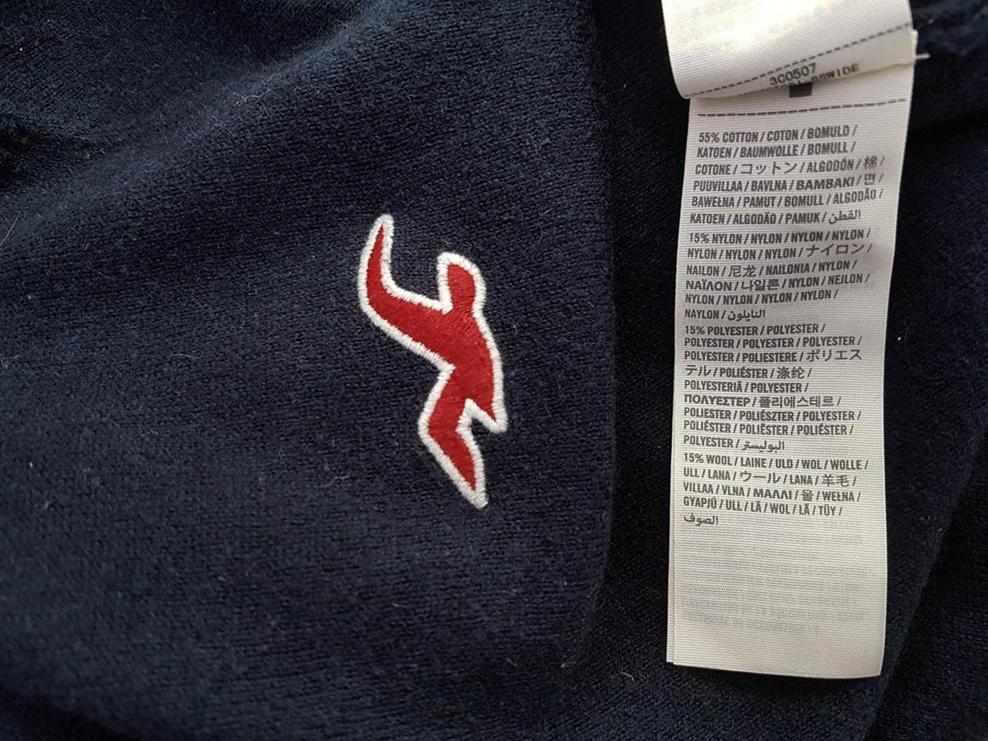 3C0507
55% COTTON / COTON / BOMULD /
KATOEN / BAUMWOLLE / BOMULL /
COTONE / コットン / ALGODÓN / 棉 /
PUUVILLAA / BAVLNA / BAMBAKI / 면 /
BAWEŁNA / PAMUT / BOMULL / ALGODÃO /
KATOEN / ALGODÃO / PAMUK / القطن
15% NYLON / NYLON / NYLON / NYLON /
NYLON / NYLON / NYLON / ナイロン /
NAILON / 尼龙 / NAILONIA / NYLON /
ΝΑΪΛΟΝ / 나일론 / NYLON / NEJLON /
NYLON / NYLON / NYLON / NYLON /
NAYLON / النايلون
15% POLYESTER / POLYESTER /
POLYESTER / POLYESTER / POLYESTER /
POLYESTER / POLIESTERE / ポリエス
テル / POLIÉSTER / 涤纶 /
POLYESTERIÄ / POLYESTER /
ΠΟΛΥΕΣΤΕΡ / 폴리에스테르 /
POLIESTER / POLIÉSZTER / POLYESTER /
POLIÉSTER / POLIËSTER / POLIÉSTER /
POLYESTER / البوليستر
15% WOOL / LAINE / ULD / WOL / WOLLE /
ULL / LANA / ウール / LANA / 羊毛 /
VILLAA / VLNA / ΜΑΛΛΙ / 울 / WEŁNA /
GYAPJÚ / ULL / LÃ / WOL / LÃ / TÜY /
الصوف